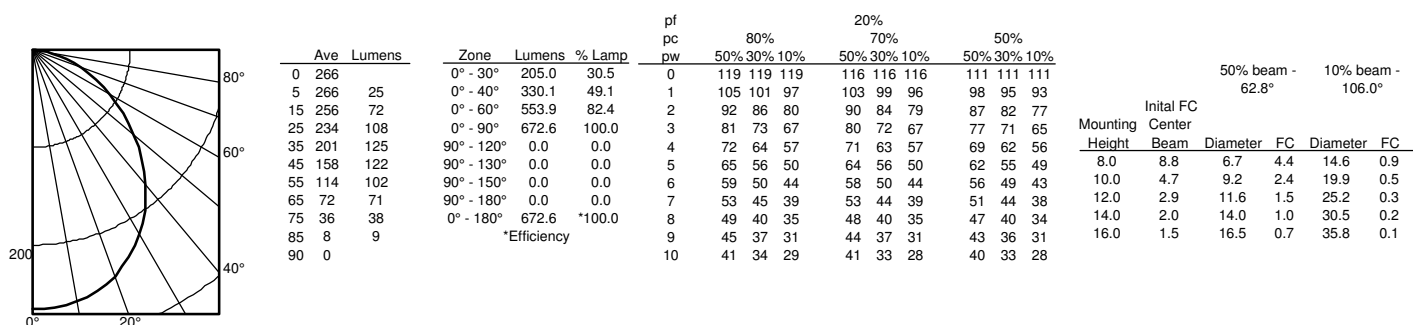 80°
60°
40°
200
0° 20°
Ave Lumens
0 266
5 266 25
15 256 72
25 234 108
35 201 125
45 158 122
55 114 102
65 72 71
75 36 38
85 8 9
90 0
Zone Lumens % Lamp
0° - 30° 205.0 30.5
0° - 40° 330.1 49.1
0° - 60° 553.9 82.4
0° - 90° 672.6 100.0
90° - 120° 0.0 0.0
90° - 130° 0.0 0.0
90° - 150° 0.0 0.0
90° - 180° 0.0 0.0
0° - 180° 672.6 *100.0
*Efficiency
pf 20%
pc 80% 70% 50%
pw 50% 30% 10% 50% 30% 10% 50% 30% 10%
0 119 119 119 116 116 116 111 111 111
1 105 101 97 103 99 96 98 95 93
2 92 86 80 90 84 79 87 82 77
3 81 73 67 80 72 67 77 71 65
4 72 64 57 71 63 57 69 62 56
5 65 56 50 64 56 50 62 55 49
6 59 50 44 58 50 44 56 49 43
7 53 45 39 53 44 39 51 44 38
8 49 40 35 48 40 35 47 40 34
9 45 37 31 44 37 31 43 36 31
10 41 34 29 41 33 28 40 33 28
50% beam - 10% beam -
62.8° 106.0°
Inital FC
Mounting Center
Height Beam Diameter FC Diameter FC
8.0 8.8 6.7 4.4 14.6 0.9
10.0 4.7 9.2 2.4 19.9 0.5
12.0 2.9 11.6 1.5 25.2 0.3
14.0 2.0 14.0 1.0 30.5 0.2
16.0 1.5 16.5 0.7 35.8 0.1